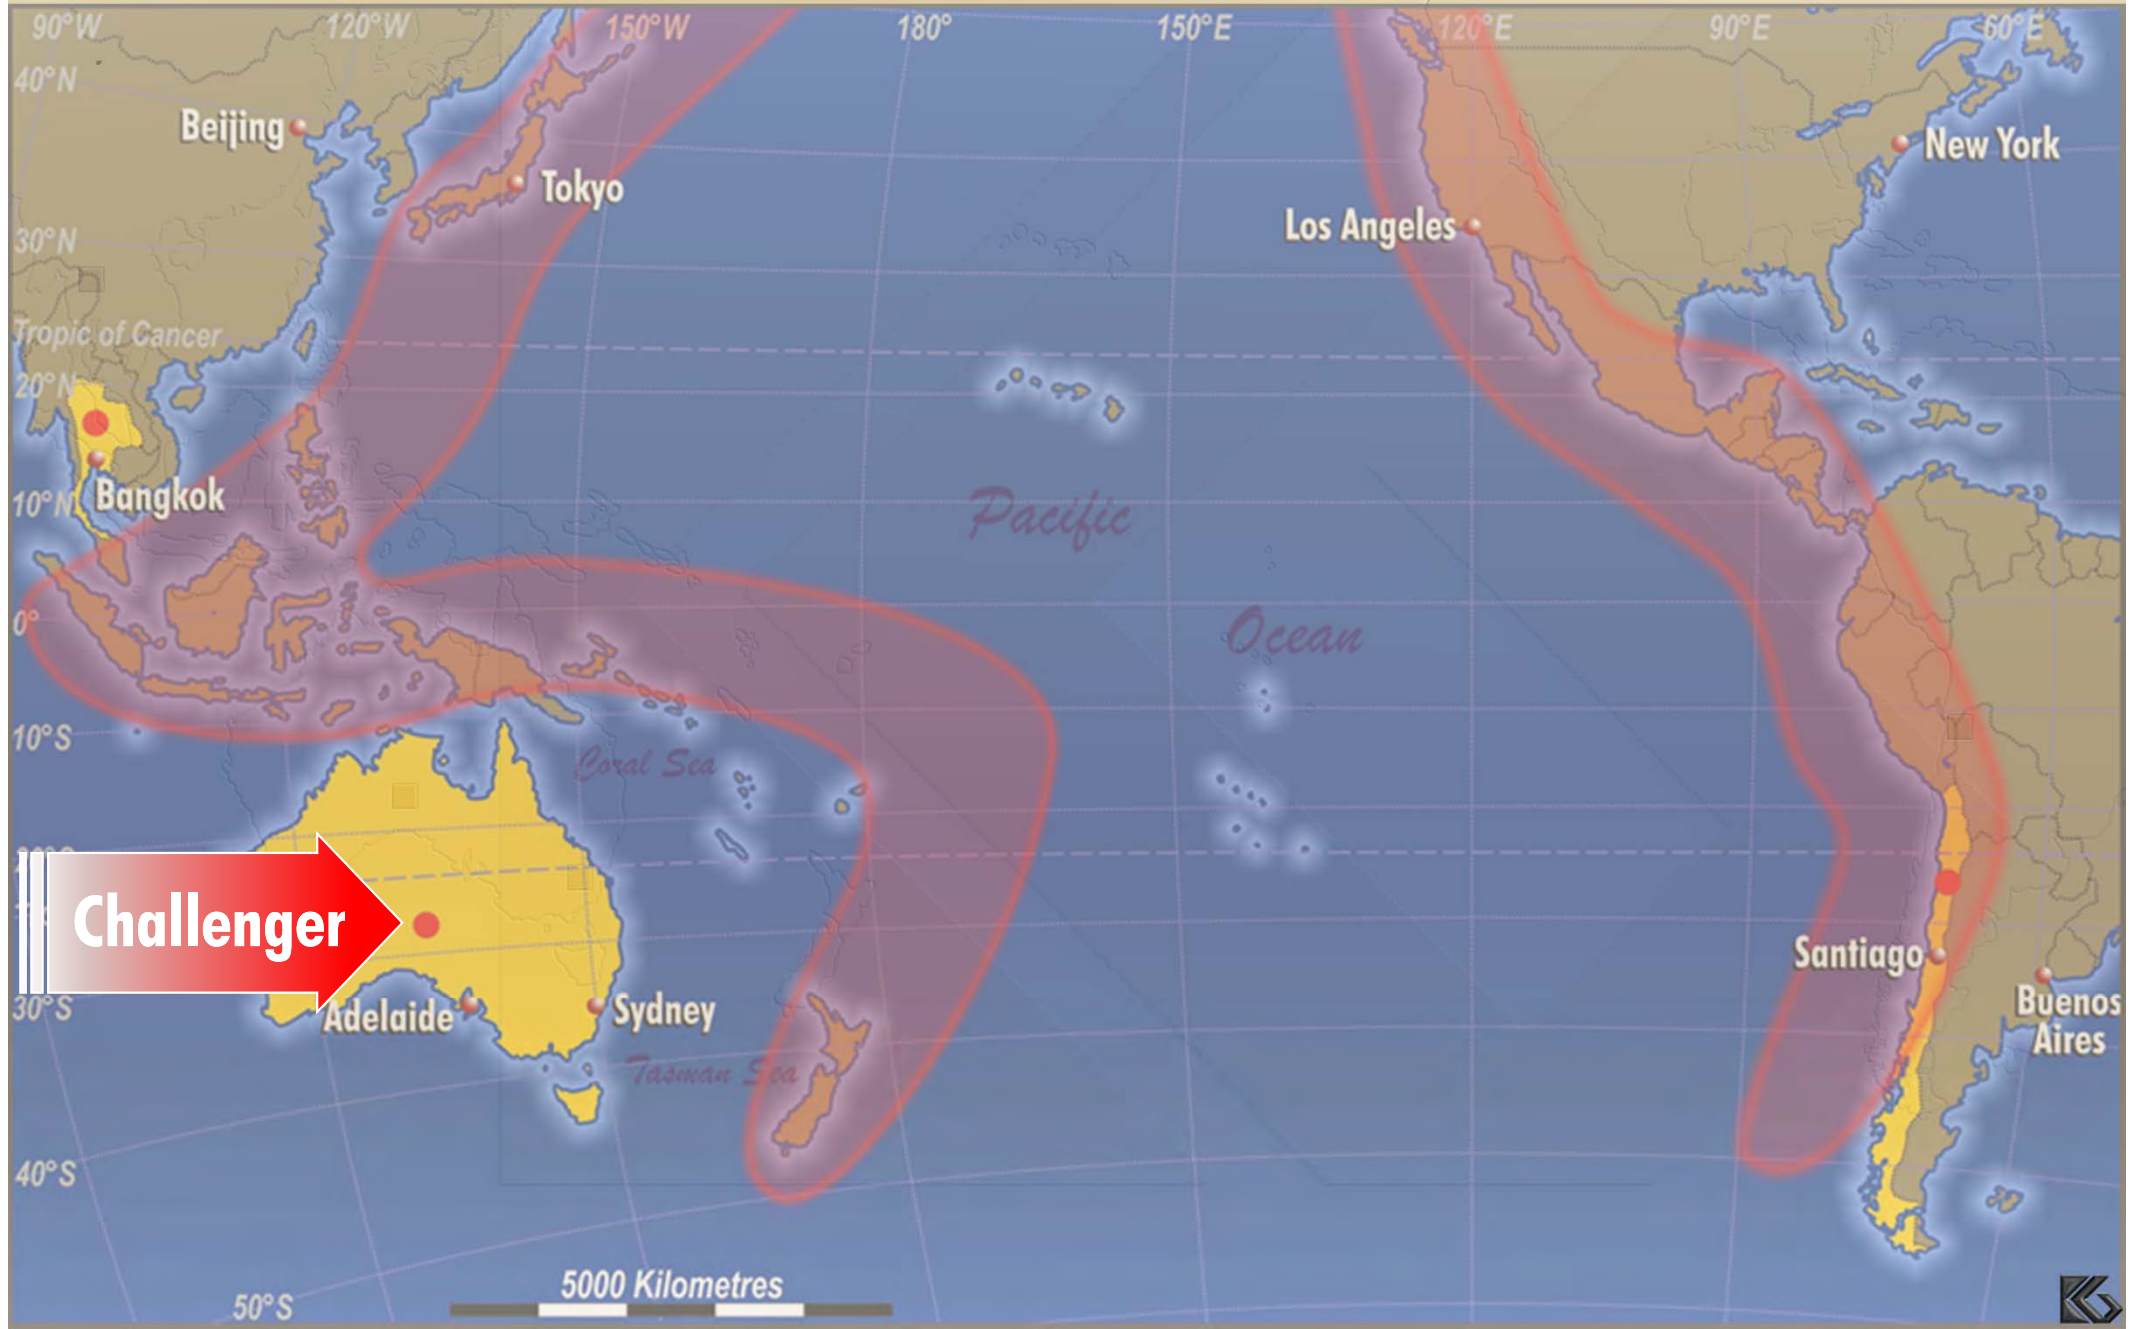 90°W 120°W 150°W 180° 150°E 120°E 90°E 60°E
40°N
Beijing
New York
Tokyo
Los Angeles
30°N
Tropic of Cancer
20°N
10°N
Bangkok
Pacific
0°
Ocean
10°S
Coral Sea
Challenger
Santiago
30°S
Adelaide
Sydney
Buenos
Aires
Tasman Sea
40°S
5000 Kilometres
50°S
KG